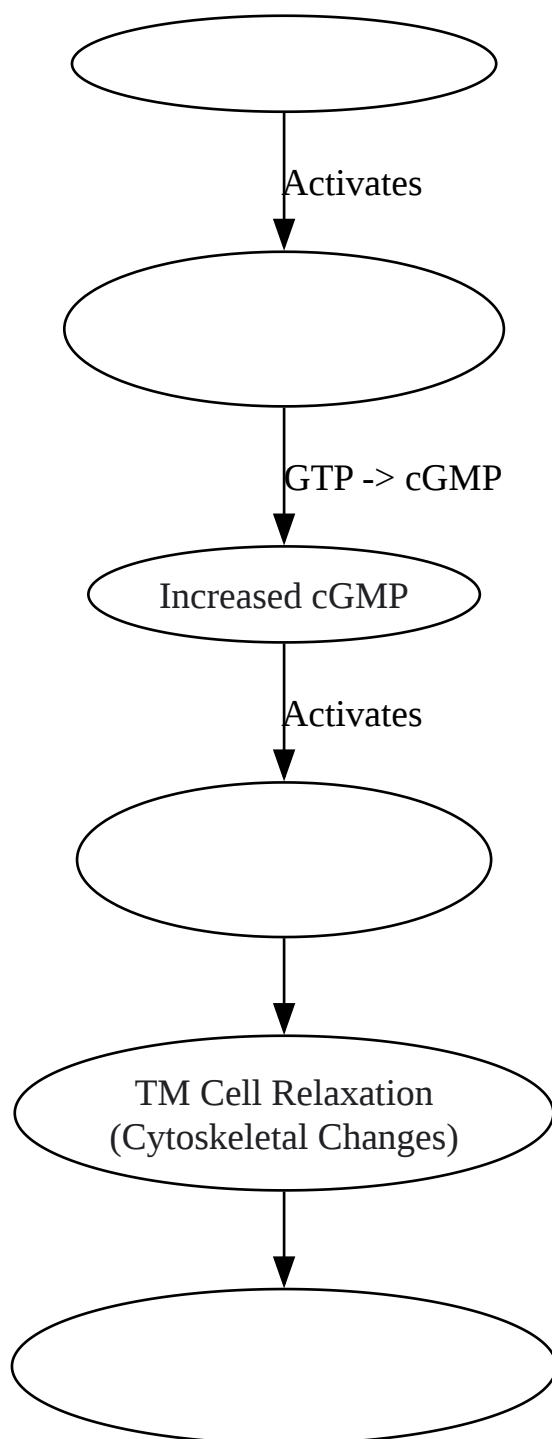 Activates
GTP -> cGMP
Increased cGMP
Activates
TM Cell Relaxation
(Cytoskeletal Changes)